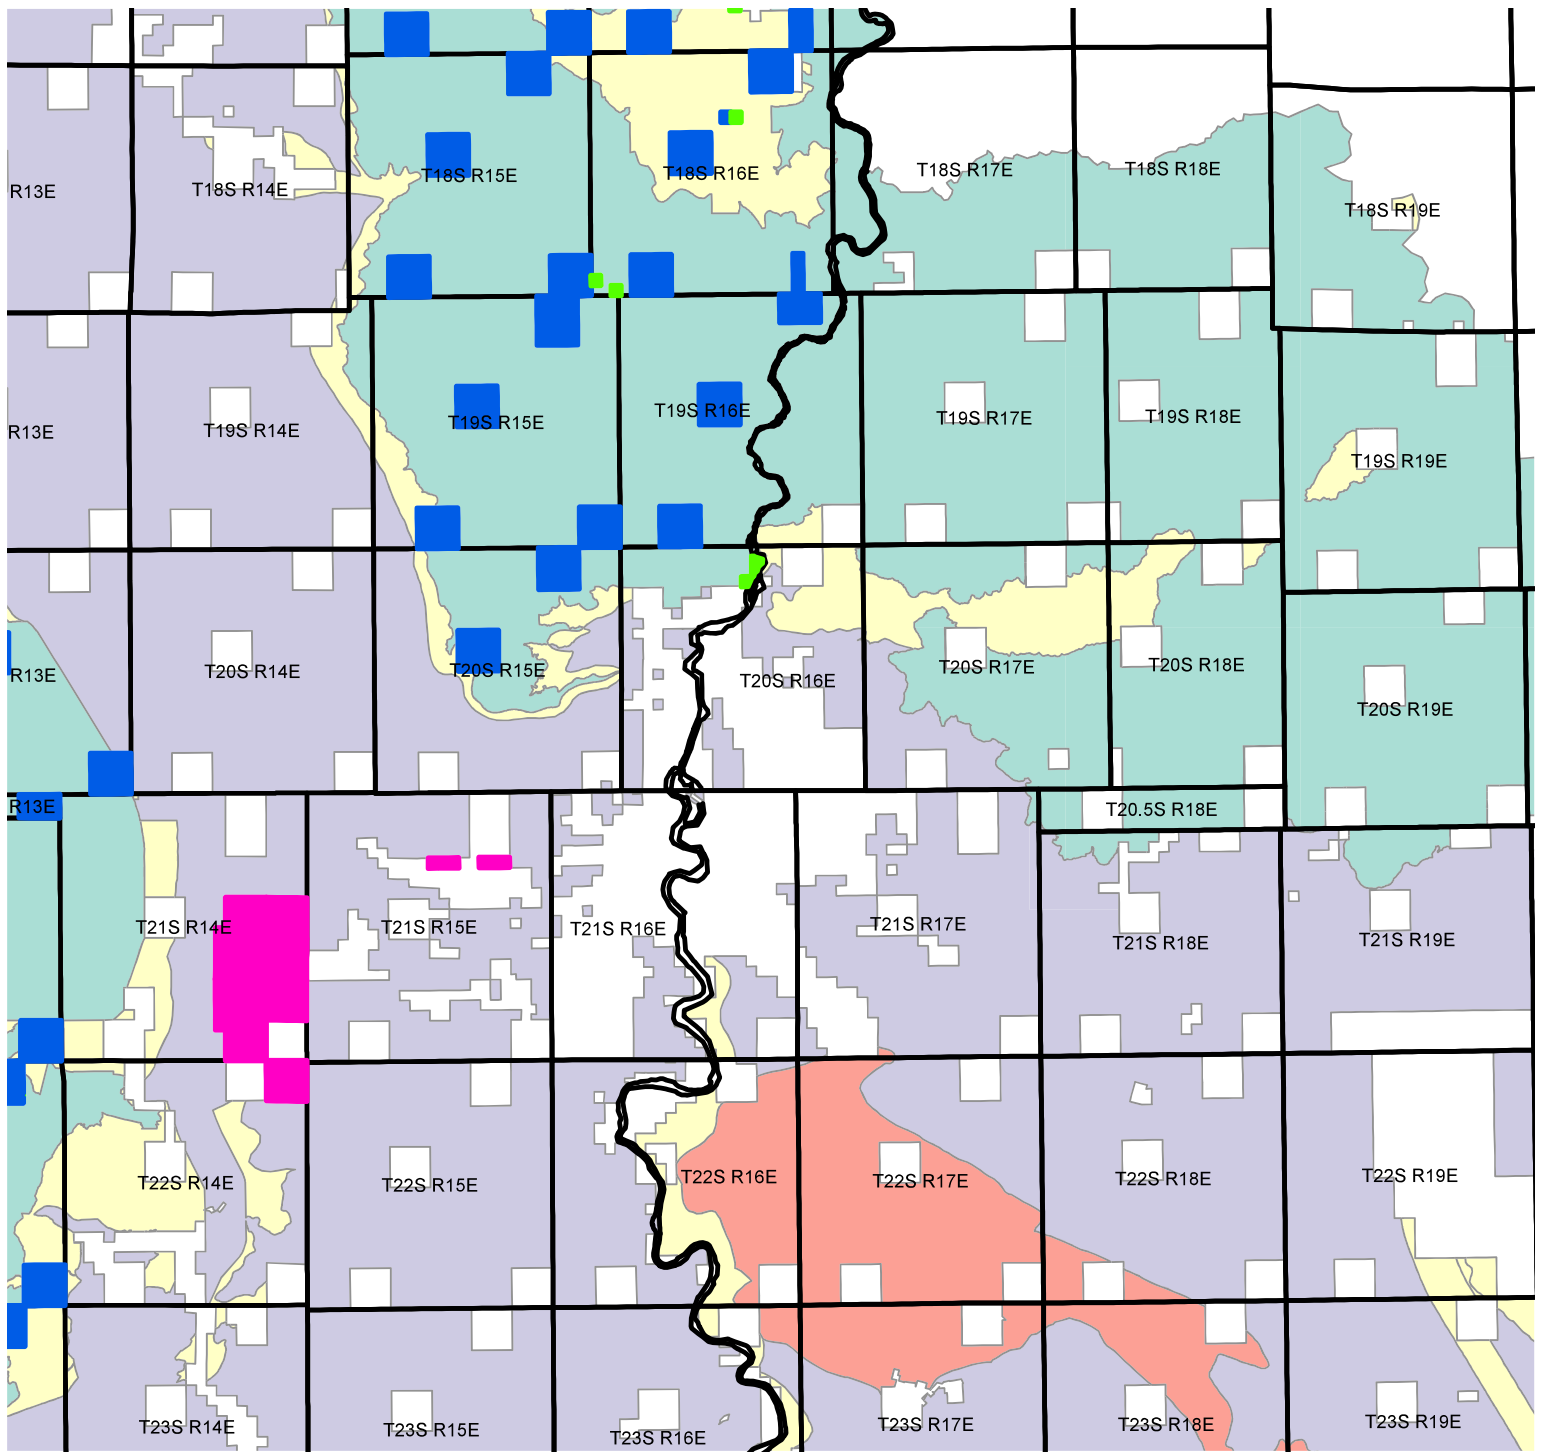 R13E
T18S R14E
T18S R15E
T18S R16E
T18S R17E
T18S R18E
T18S R19E
R13E
T19S R14E
T19S R15E
T19S R16E
T19S R17E
T19S R18E
T19S R19E
R13E
T20S R14E
T20S R15E
T20S R16E
T20S R17E
T20S R18E
T20S R19E
R13E
T20.5S R18E
T21S R14E
T21S R15E
T21S R16E
T21S R17E
T21S R18E
T21S R19E
T22S R14E
T22S R15E
T22S R16E
T22S R17E
T22S R18E
T22S R19E
T23S R14E
T23S R15E
T23S R16E
T23S R17E
T23S R18E
T23S R19E